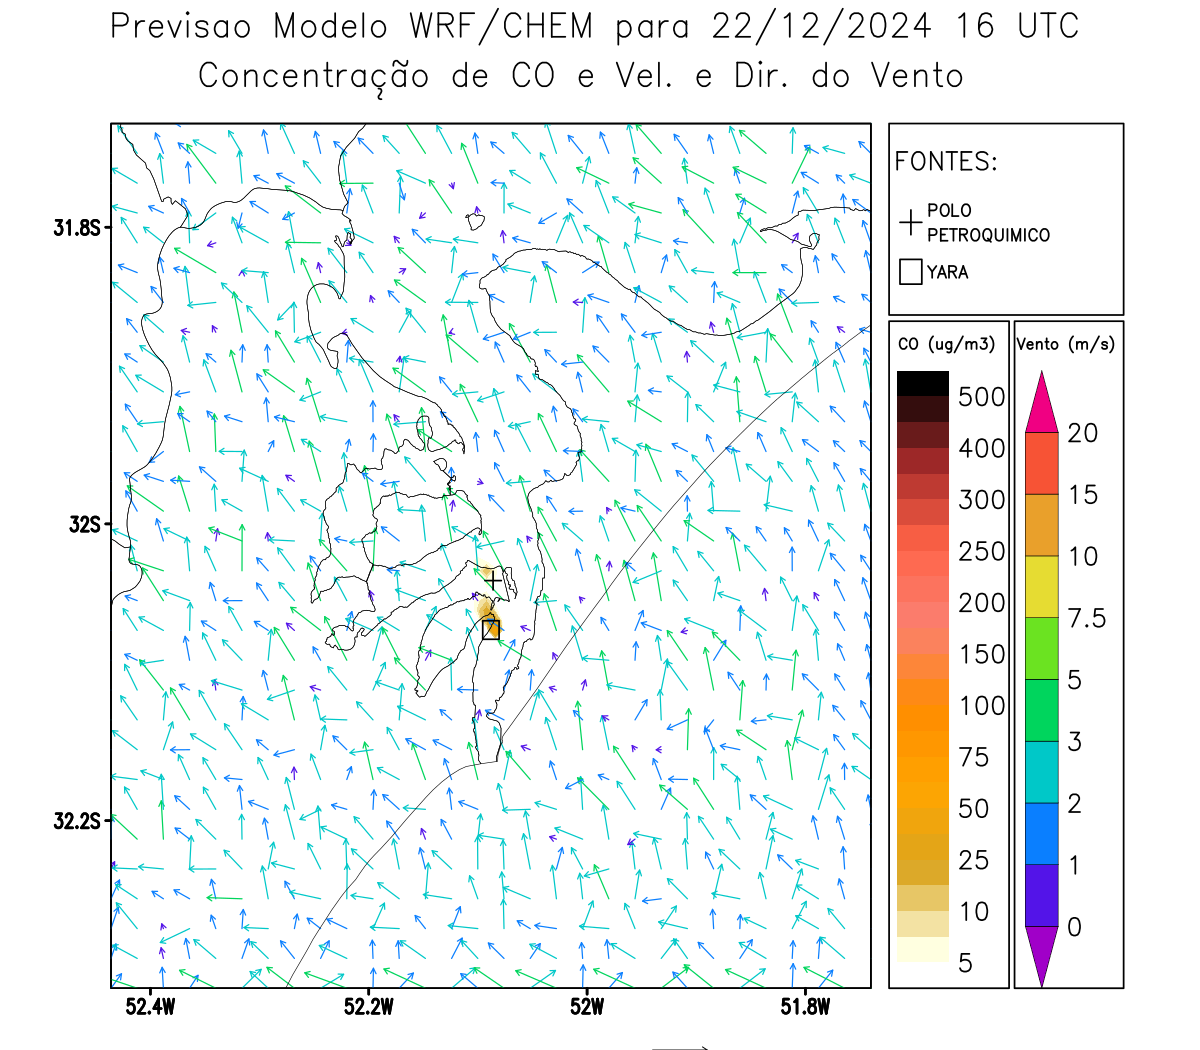 Previsao Modelo WRF/CHEM para 22/12/2024 16 UTC
Concentração de CO e Vel. e Dir. do Vento
FONTES:
POLO
PETROQUIMICO
YARA
CO (ug/m3)
500
400
300
250
200
150
100
75
50
25
10
5
Vento (m/s)
20
15
10
7.5
5
3
2
1
0
31.8S
32S
32.2S
52.4W
52.2W
52W
51.8W